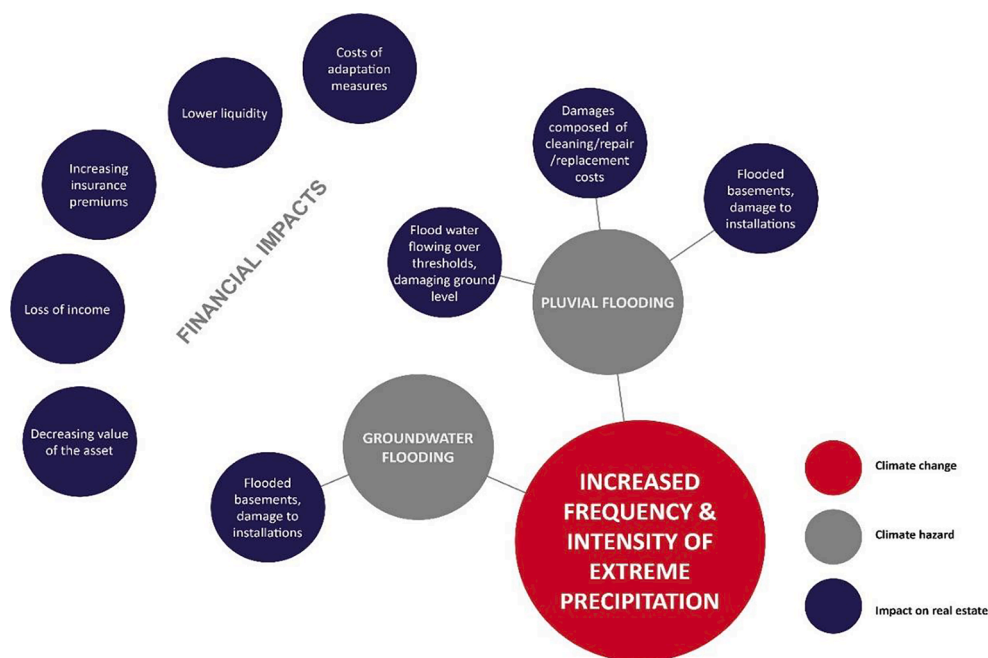 Costs of
adaptation
measures
Lower liquidity
Increasing
insurance
premiums
Loss of income
Decreasing value
of the asset
FINANCIAL IMPACTS
Damages
composed of
cleaning/repair
/replacement
costs
Flooded
basements,
damage to
installations
Flood water
flowing over
thresholds,
damaging ground
level
PLUVIAL FLOODING
GROUNDWATER
FLOODING
Flooded
basements,
damage to
installations
INCREASED
FREQUENCY &
INTENSITY OF
EXTREME
PRECIPITATION
Climate change
Climate hazard
Impact on real estate